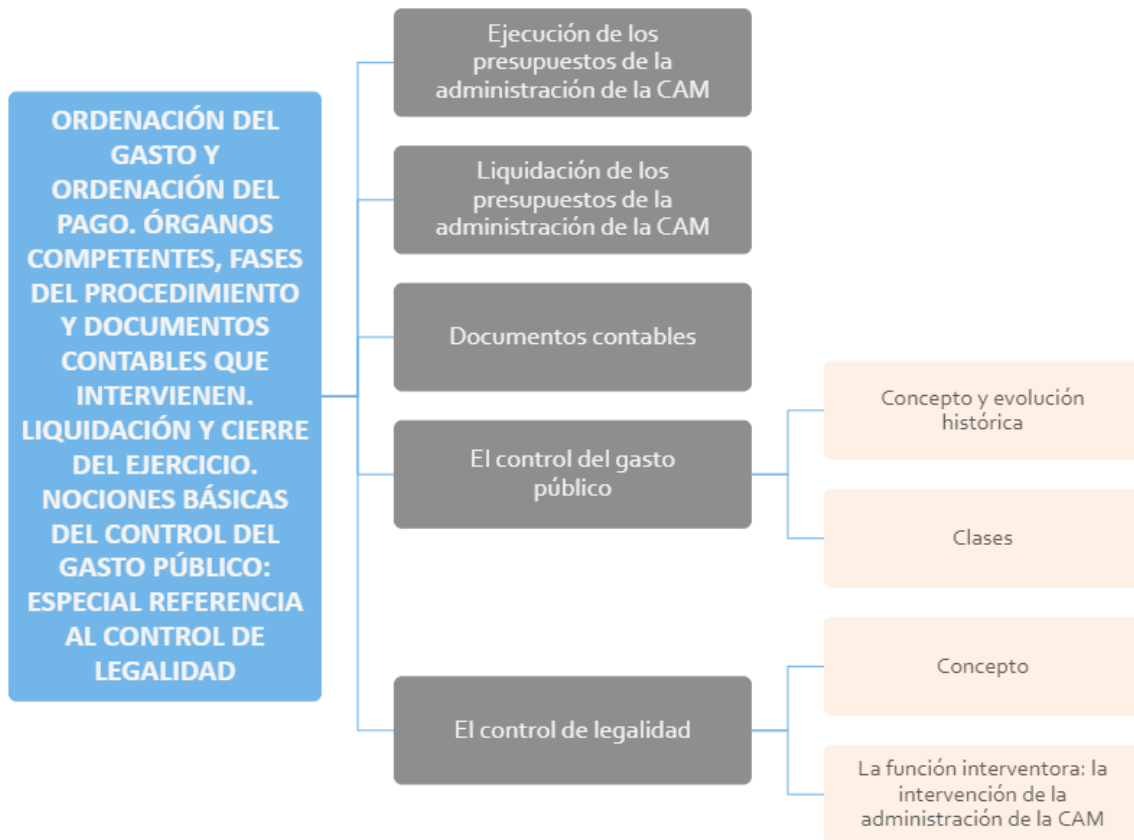 ORDENACIÓN DEL
GASTO Y
ORDENACIÓN DEL
PAGO. ÓRGANOS
COMPETENTES, FASES
DEL PROCEDIMIENTO
Y DOCUMENTOS
CONTABLES QUE
INTERVIENEN.
LIQUIDACIÓN Y CIERRE
DEL EJERCICIO.
NOCIONES BÁSICAS
DEL CONTROL DEL
GASTO PÚBLICO:
ESPECIAL REFERENCIA
AL CONTROL DE
LEGALIDAD
Ejecución de los
presupuestos de la
administración de la CAM
Liquidación de los
presupuestos de la
administración de la CAM
Documentos contables
El control del gasto
público
Concepto y evolución
histórica
Clases
El control de legalidad
Concepto
La función interventora: la
intervención de la
administración de la CAM